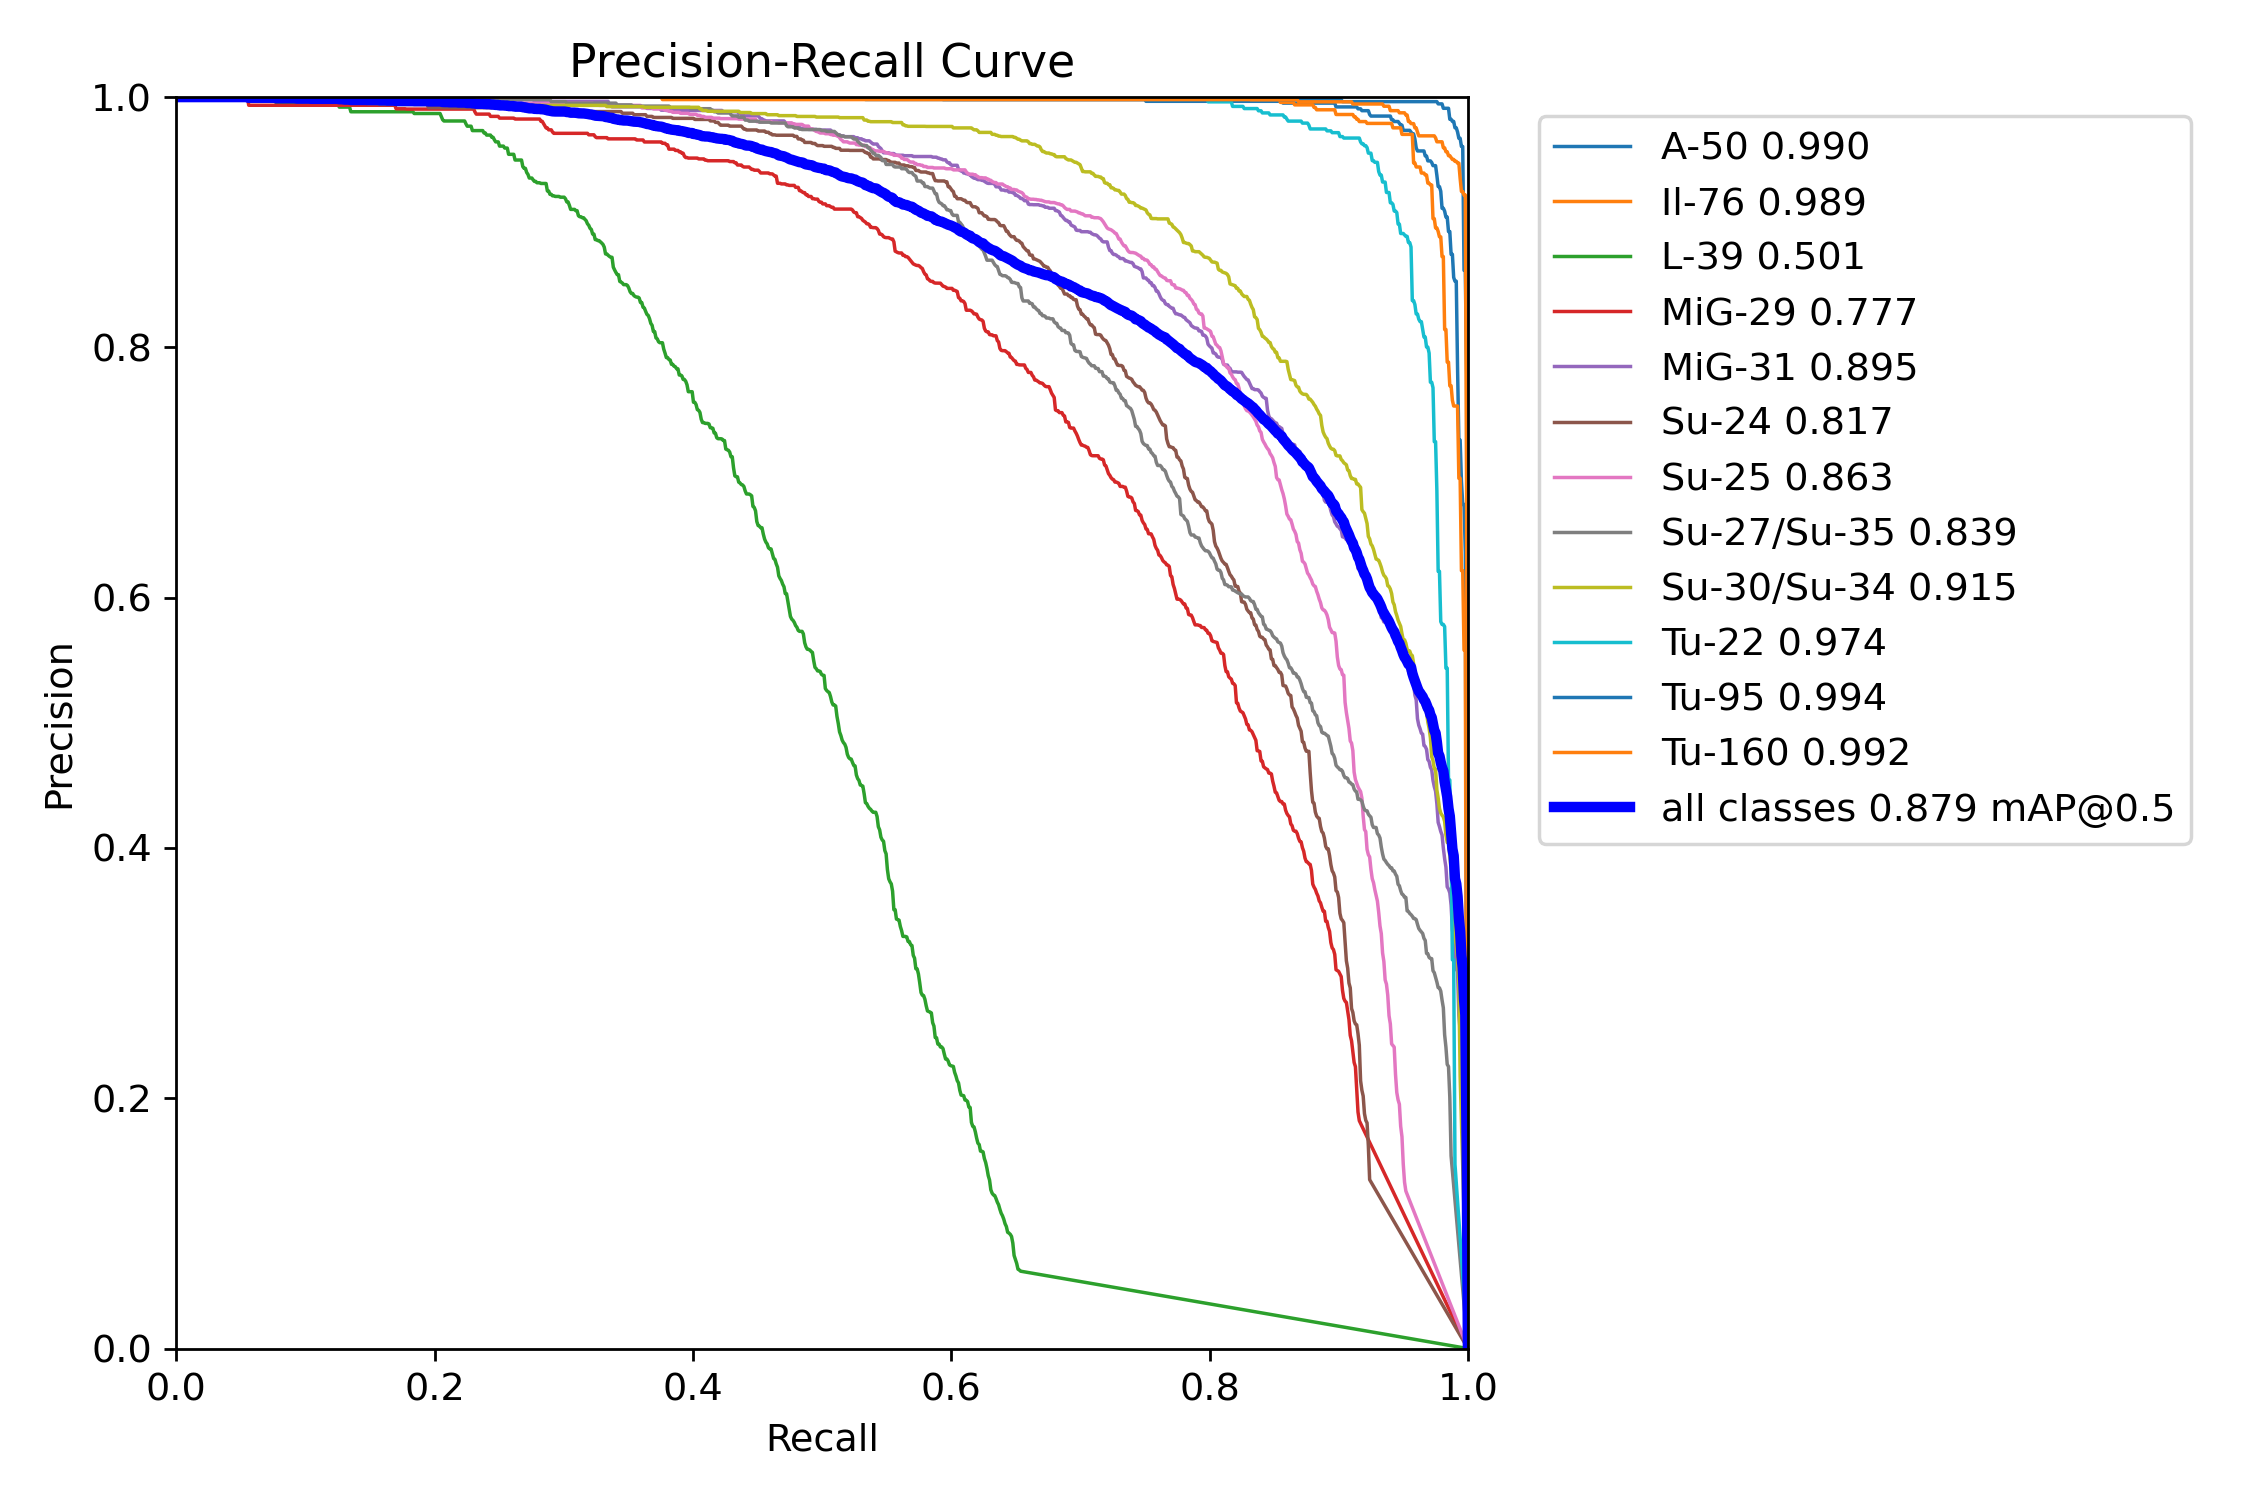 Precision-Recall Curve
1.0
0.8
0.6
0.4
0.2
0.0
Precision
0.0 0.2 0.4 0.6 0.8 1.0
Recall
A-50 0.990
Il-76 0.989
L-39 0.501
MiG-29 0.777
MiG-31 0.895
Su-24 0.817
Su-25 0.863
Su-27/Su-35 0.839
Su-30/Su-34 0.915
Tu-22 0.974
Tu-95 0.994
Tu-160 0.992
all classes 0.879 mAP@0.5